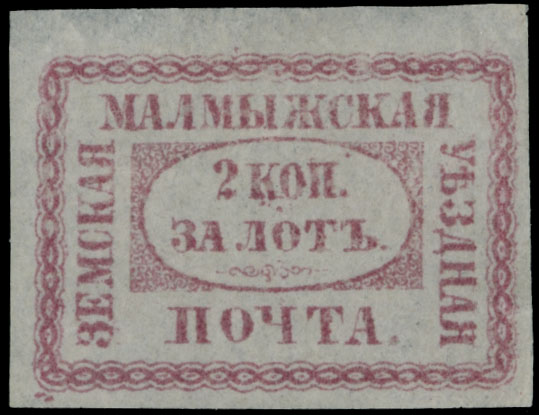 МАЛМЫЖСКАЯ
ЗЕМСКАЯ
УѢЗДНАЯ
2 КОП.
ЗА ЛОТЪ.
ПОЧТА.